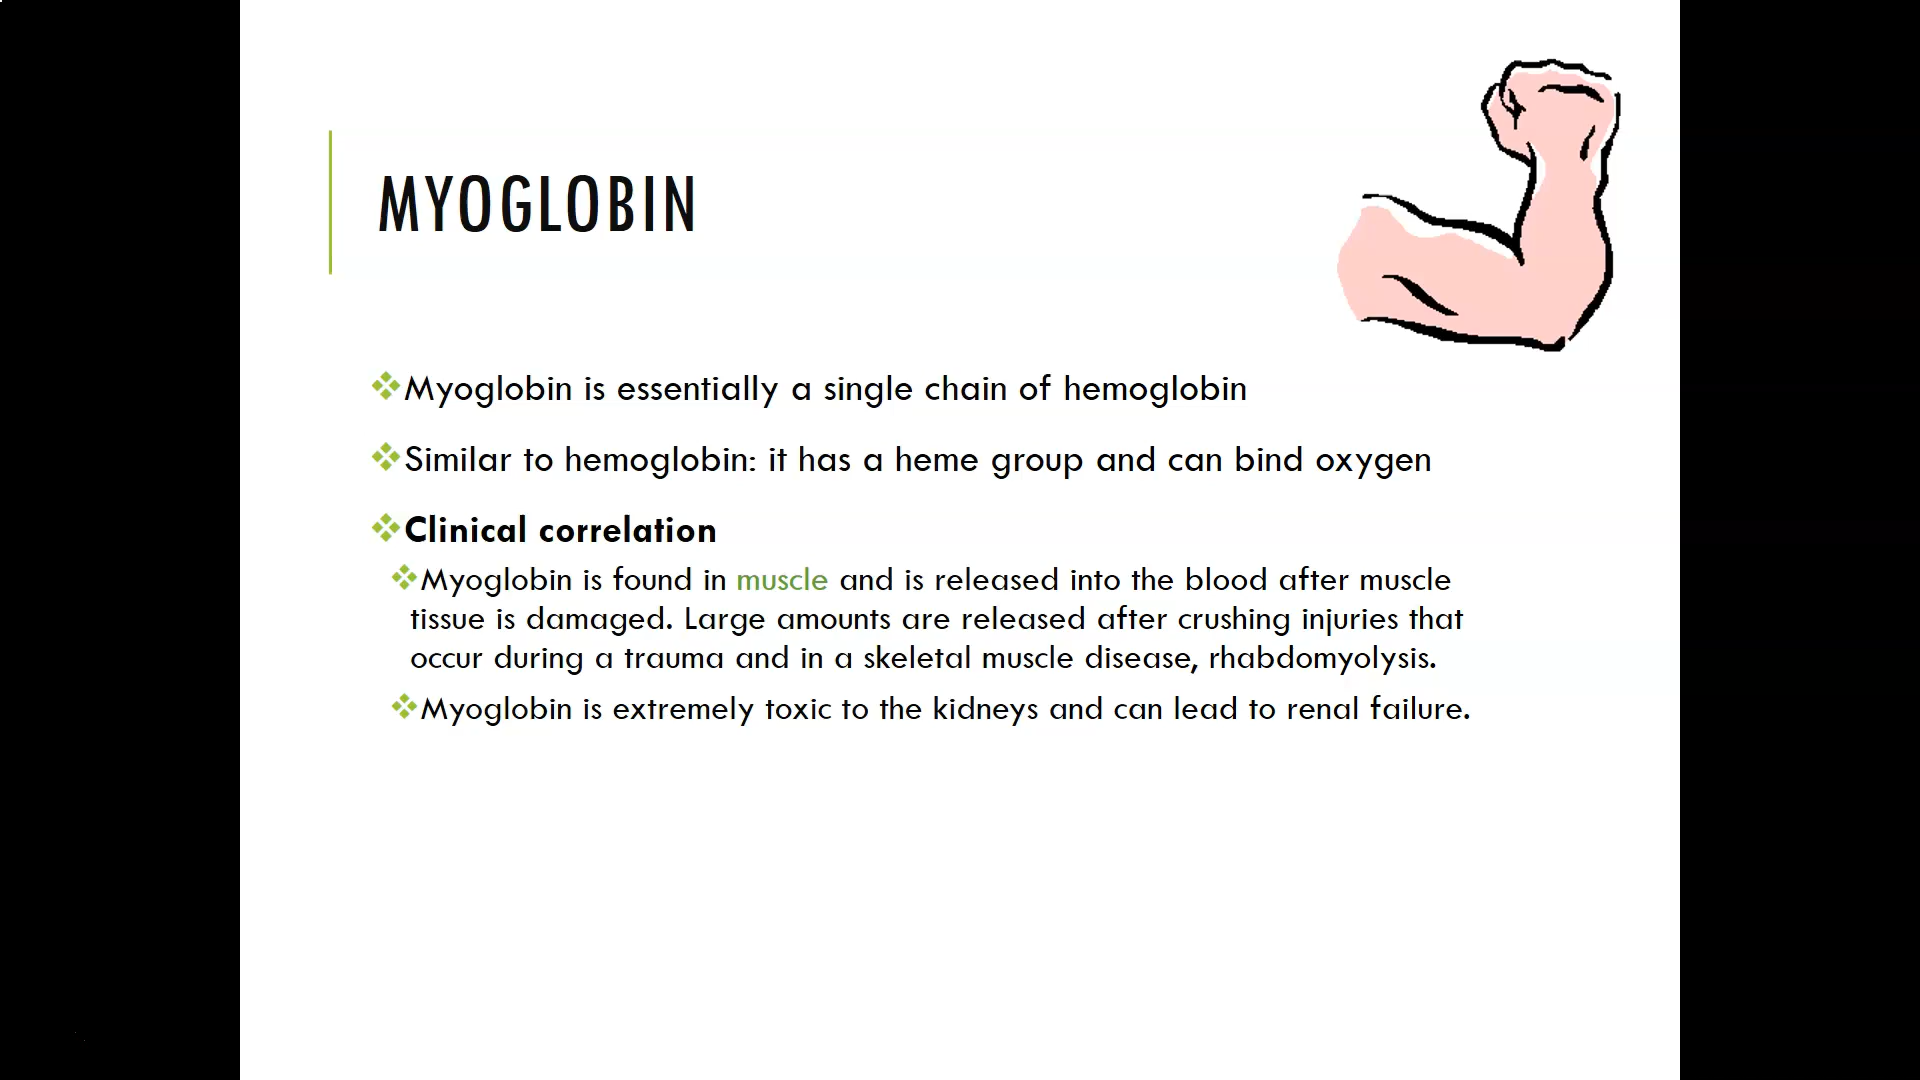 MYOGLOBIN
Myoglobin is essentially a single chain of hemoglobin
Similar to hemoglobin: it has a heme group and can bind oxygen
Clinical correlation
Myoglobin is found in muscle and is released into the blood after muscle
tissue is damaged. Large amounts are released after crushing injuries that
occur during a trauma and in a skeletal muscle disease, rhabdomyolysis.
Myoglobin is extremely toxic to the kidneys and can lead to renal failure.